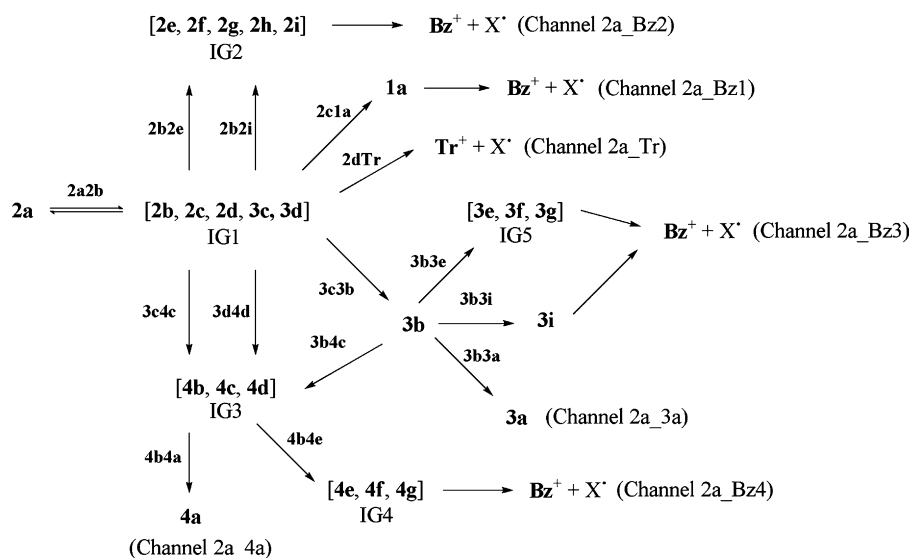 [2e, 2f, 2g, 2h, 2i]
IG2
Bz+ + X• (Channel 2a_Bz2)
2b2e
2b2i
2c1a
1a
Bz+ + X• (Channel 2a_Bz1)
2dTr
Tr+ + X• (Channel 2a_Tr)
2a
2a2b
[2b, 2c, 2d, 3c, 3d]
IG1
[3e, 3f, 3g]
IG5
Bz+ + X• (Channel 2a_Bz3)
3c4c
3d4d
3c3b
3b3e
3b
3b3i
3i
3b4c
3b3a
3a (Channel 2a_3a)
[4b, 4c, 4d]
IG3
4b4a
4b4e
4a
(Channel 2a_4a)
[4e, 4f, 4g]
IG4
Bz+ + X• (Channel 2a_Bz4)